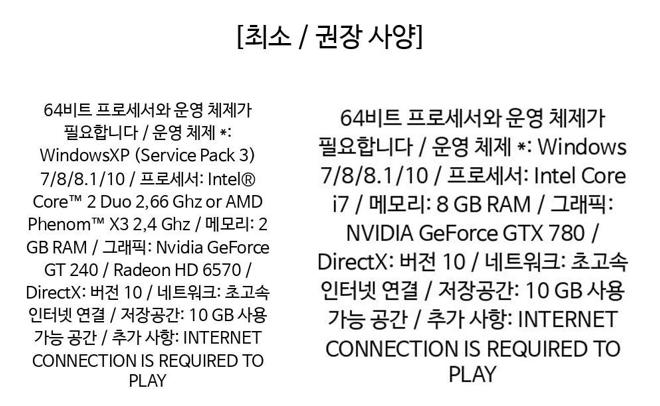 [최소 / 권장 사양]
64비트 프로세서와 운영 체제가
필요합니다 / 운영 체제 *:
WindowsXP (Service Pack 3)
7/8/8.1/10 / 프로세서: Intel®
Core™ 2 Duo 2,66 Ghz or AMD
Phenom™ X3 2,4 Ghz / 메모리: 2
GB RAM / 그래픽: Nvidia GeForce
GT 240 / Radeon HD 6570 /
DirectX: 버전 10 / 네트워크: 초고속
인터넷 연결 / 저장공간: 10 GB 사용
가능 공간 / 추가 사항: INTERNET
CONNECTION IS REQUIRED TO
PLAY
64비트 프로세서와 운영 체제가
필요합니다 / 운영 체제 *: Windows
7/8/8.1/10 / 프로세서: Intel Core
i7 / 메모리: 8 GB RAM / 그래픽:
NVIDIA GeForce GTX 780 /
DirectX: 버전 10 / 네트워크: 초고속
인터넷 연결 / 저장공간: 10 GB 사용
가능 공간 / 추가 사항: INTERNET
CONNECTION IS REQUIRED TO
PLAY